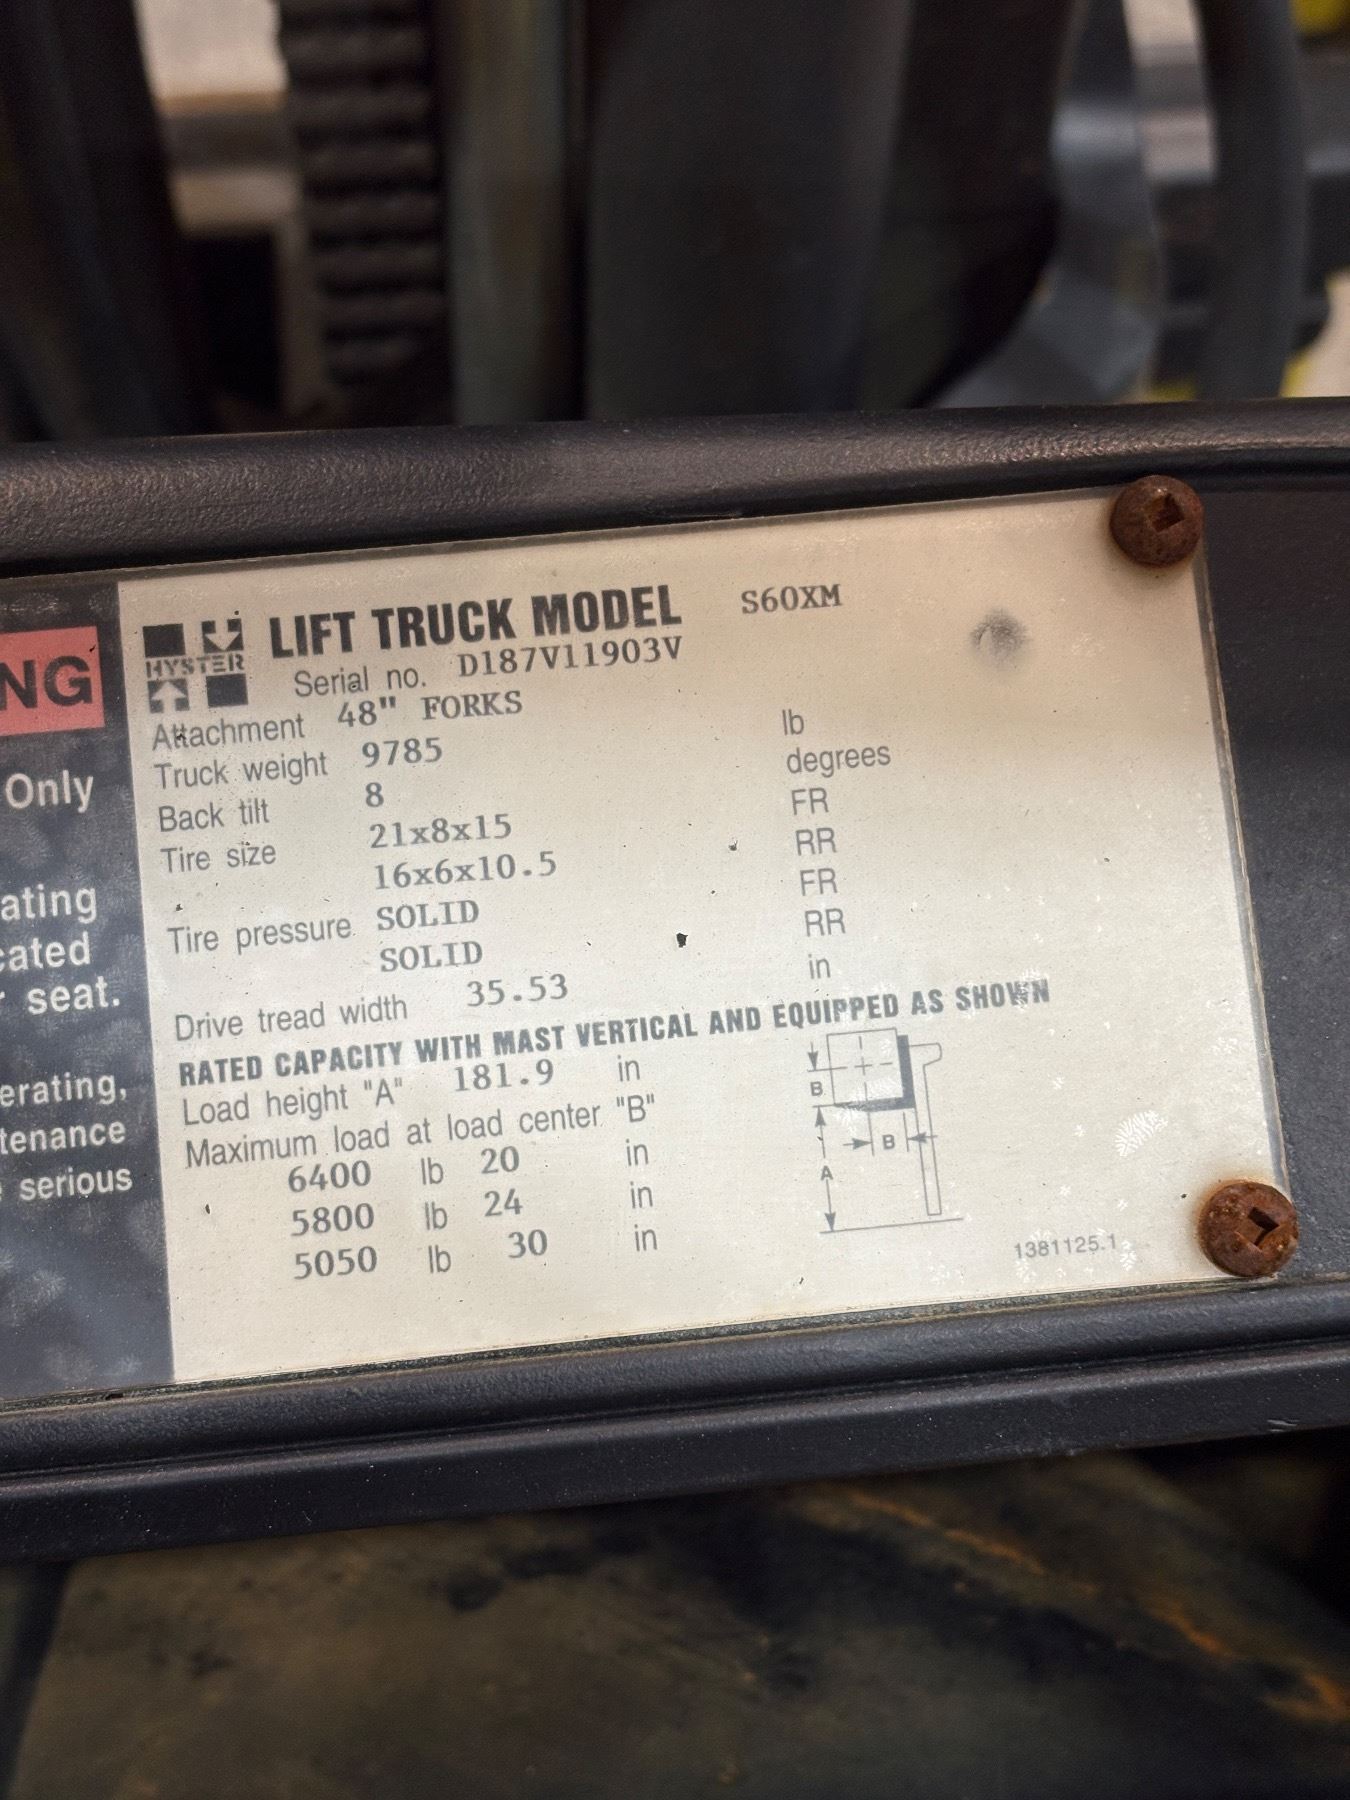 NG
Only
ating
cated
r seat.
erating,
tenance
e serious
HYSTER
LIFT TRUCK MODEL S60XM
Serial no. D187V11903V
Attachment 48" FORKS
Truck weight 9785 lb
Back tilt 8 degrees
Tire size 21x8x15 FR
16x6x10.5 RR
Tire pressure SOLID FR
SOLID RR
Drive tread width 35.53 in
RATED CAPACITY WITH MAST VERTICAL AND EQUIPPED AS SHOWN
Load height "A" 181.9 in
Maximum load at load center "B"
6400 lb 20 in
5800 lb 24 in
5050 lb 30 in
B
B
A
1381125.1